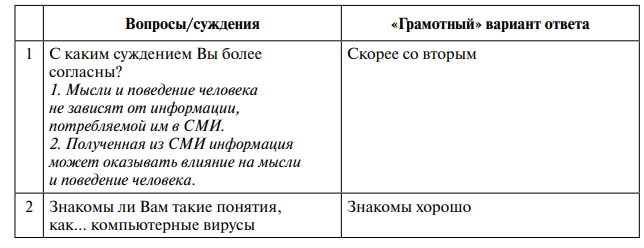 Вопросы/суждения
«Грамотный» вариант ответа
1
С каким суждением Вы более
согласны?
1. Мысли и поведение человека
не зависят от информации,
потребляемой им в СМИ.
2. Полученная из СМИ информация
может оказывать влияние на мысли
и поведение человека.
Скорее со вторым
2
Знакомы ли Вам такие понятия,
как... компьютерные вирусы
Знакомы хорошо